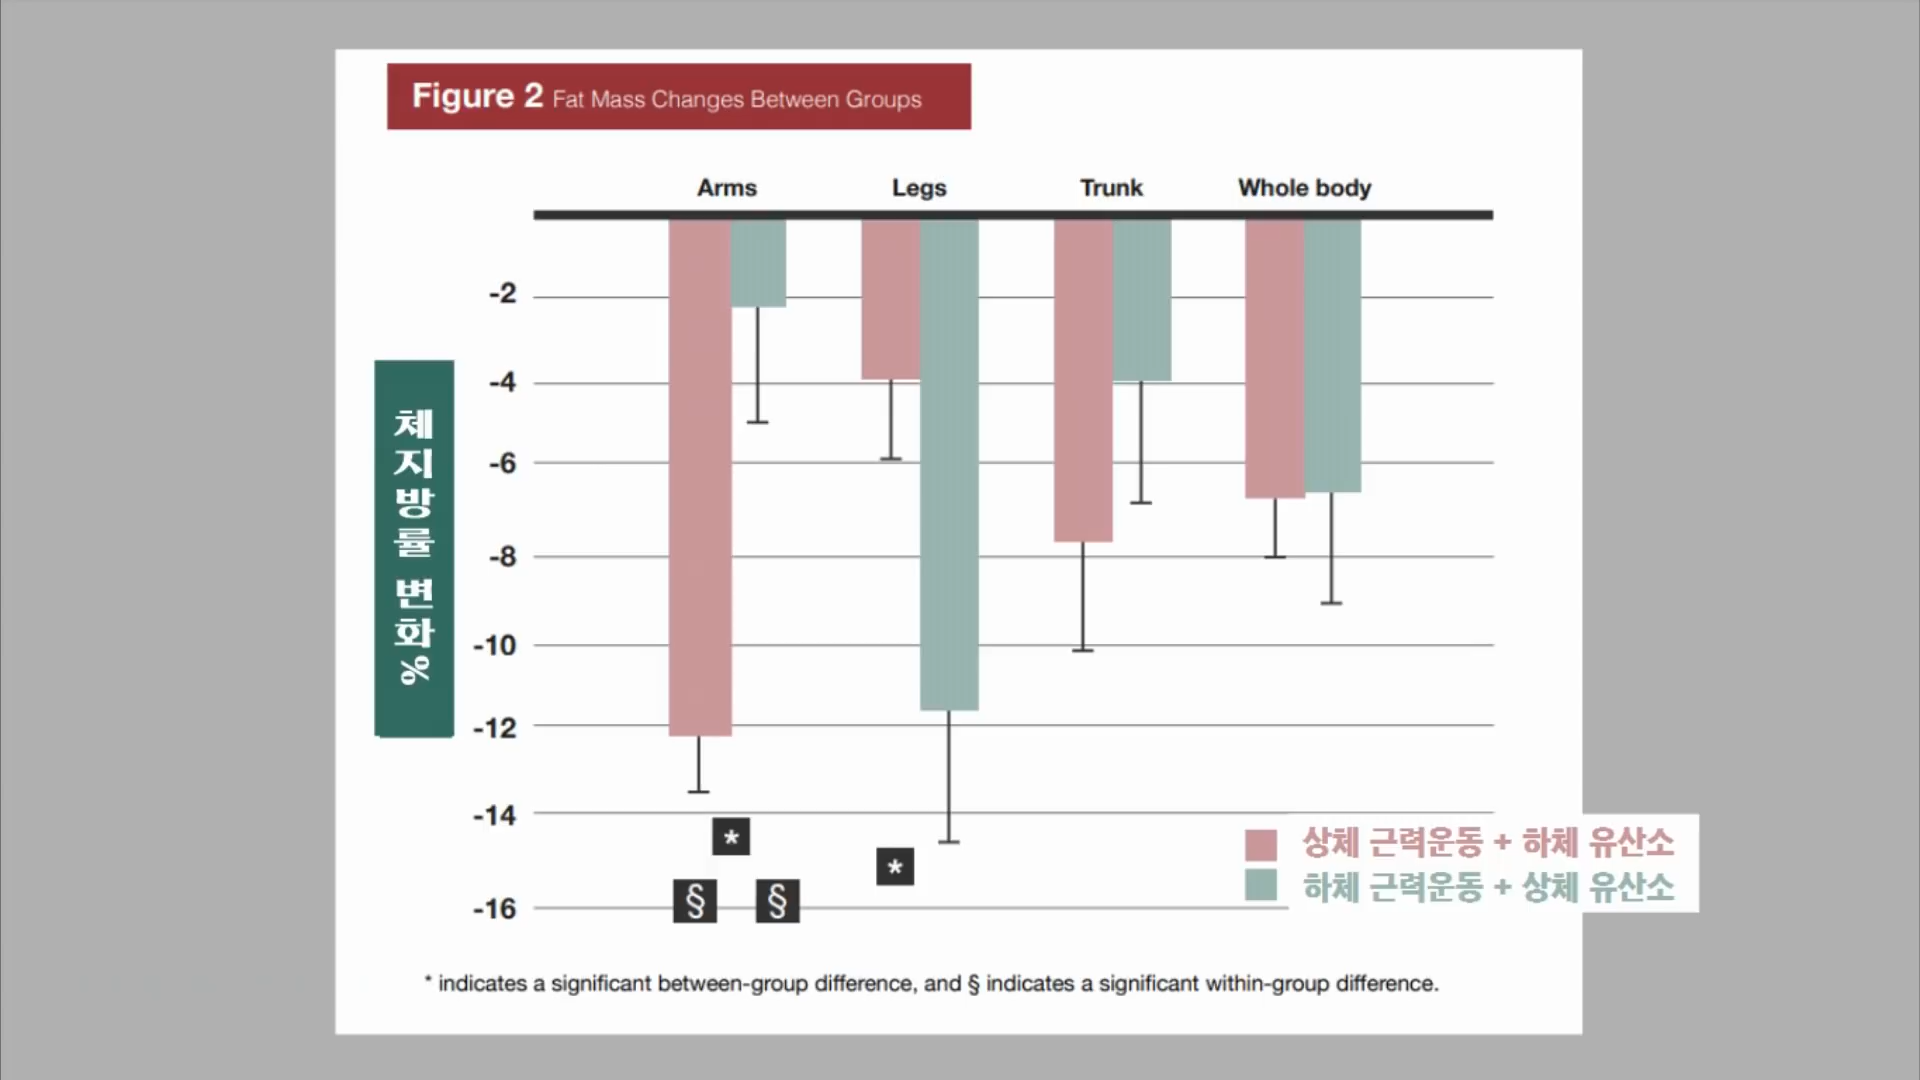 Figure 2 Fat Mass Changes Between Groups
Arms Legs Trunk Whole body
-2
-4
-6
-8
-10
-12
-14
-16
체지방률 변화%
*
*
§ §
상체 근력운동 + 하체 유산소
하체 근력운동 + 상체 유산소
* indicates a significant between-group difference, and § indicates a significant within-group difference.